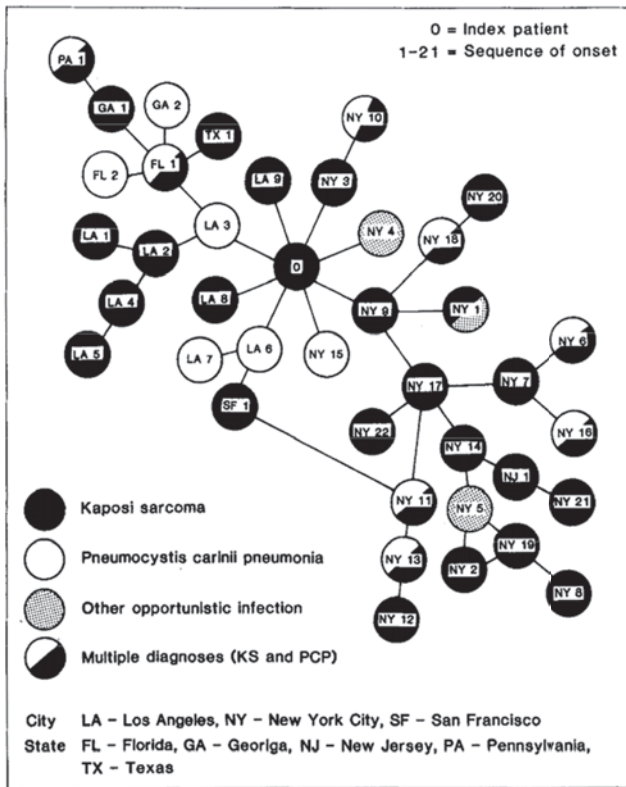 0 = Index patient
1-21 = Sequence of onset
PA 1
GA 1
GA 2
TX 1
FL 1
FL 2
NY 10
LA 9
NY 3
NY 20
LA 3
NY 4
NY 18
LA 1
LA 2
0
LA 8
NY 9
NY 1
LA 4
LA 5
LA 7
LA 6
NY 15
NY 6
NY 17
NY 7
SF 1
NY 22
NY 14
NY 16
NJ 1
NY 21
NY 11
NY 5
NY 19
NY 13
NY 2
NY 8
NY 12
Kaposi sarcoma
Pneumocystis carinii pneumonia
Other opportunistic infection
Multiple diagnoses (KS and PCP)
City LA - Los Angeles, NY - New York City, SF - San Francisco
State FL - Florida, GA - Georiga, NJ - New Jersey, PA - Pennsylvania,
TX - Texas